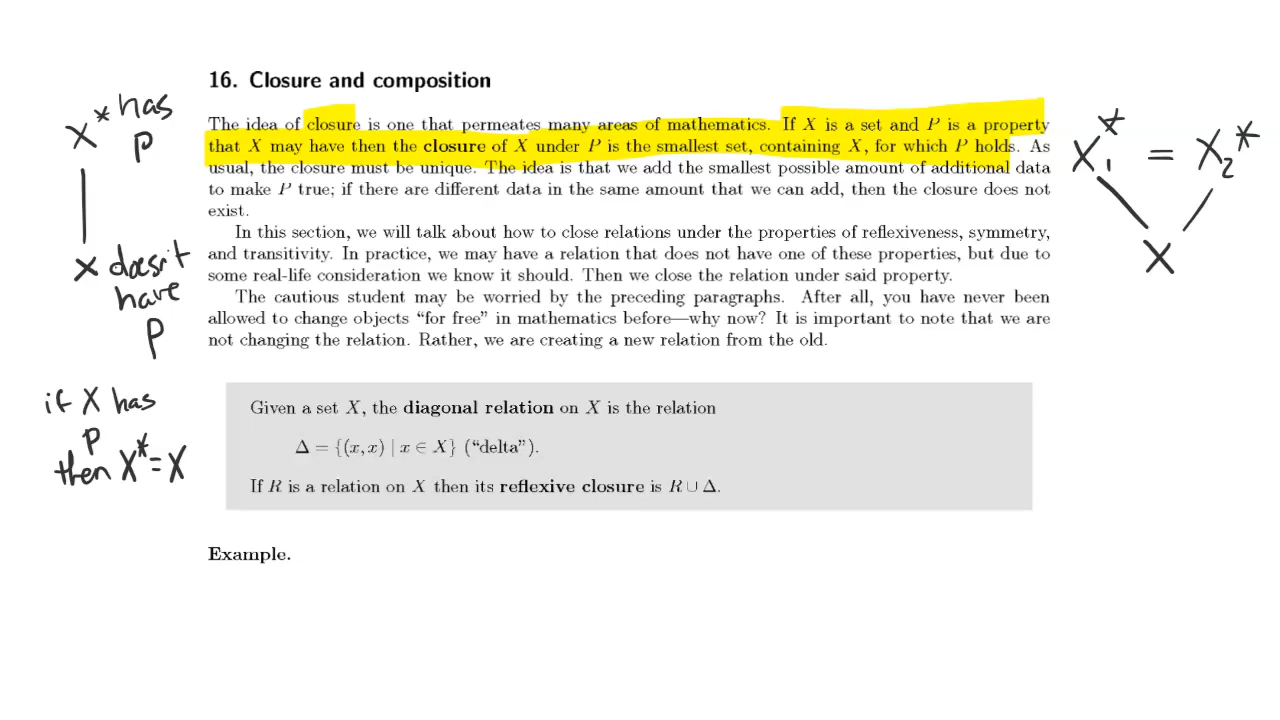 16. Closure and composition
The idea of closure is one that permeates many areas of mathematics. If X is a set and P is a property
that X may have then the closure of X under P is the smallest set, containing X, for which P holds. As
usual, the closure must be unique. The idea is that we add the smallest possible amount of additional data
to make P true; if there are different data in the same amount that we can add, then the closure does not
exist.
In this section, we will talk about how to close relations under the properties of reflexiveness, symmetry,
and transitivity. In practice, we may have a relation that does not have one of these properties, but due to
some real-life consideration we know it should. Then we close the relation under said property.
The cautious student may be worried by the preceding paragraphs. After all, you have never been
allowed to change objects “for free” in mathematics before—why now? It is important to note that we are
not changing the relation. Rather, we are creating a new relation from the old.
Given a set X, the diagonal relation on X is the relation
Δ = {(x, x) | x ∈ X} (“delta”).
If R is a relation on X then its reflexive closure is R ∪ Δ.
Example.
X* has
P
X doesn't
have
P
if X has
P
then X* = X
X₁* = X₂*
X